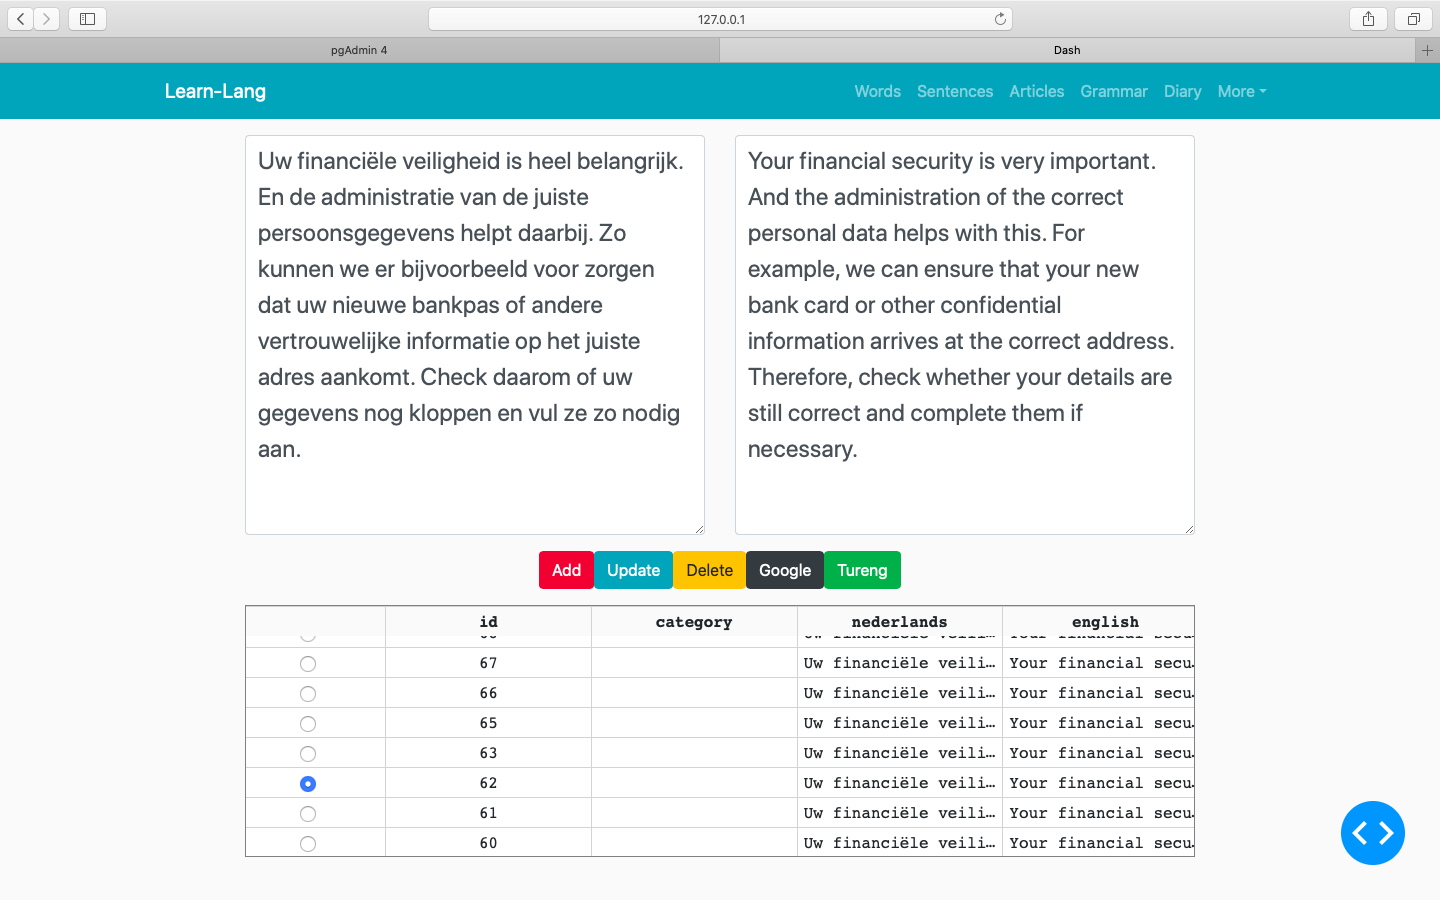 127.0.0.1
pgAdmin 4
Dash
Learn-Lang
Words Sentences Articles Grammar Diary More
Uw financiële veiligheid is heel belangrijk.
En de administratie van de juiste
persoonsgegevens helpt daarbij. Zo
kunnen we er bijvoorbeeld voor zorgen
dat uw nieuwe bankpas of andere
vertrouwelijke informatie op het juiste
adres aankomt. Check daarom of uw
gegevens nog kloppen en vul ze zo nodig
aan.
Your financial security is very important.
And the administration of the correct
personal data helps with this. For
example, we can ensure that your new
bank card or other confidential
information arrives at the correct address.
Therefore, check whether your details are
still correct and complete them if
necessary.
Add Update Delete Google Tureng
id category nederlands english
67 Uw financiële veili… Your financial secu…
66 Uw financiële veili… Your financial secu…
65 Uw financiële veili… Your financial secu…
63 Uw financiële veili… Your financial secu…
62 Uw financiële veili… Your financial secu…
61 Uw financiële veili… Your financial secu…
60 Uw financiële veili… Your financial secu…